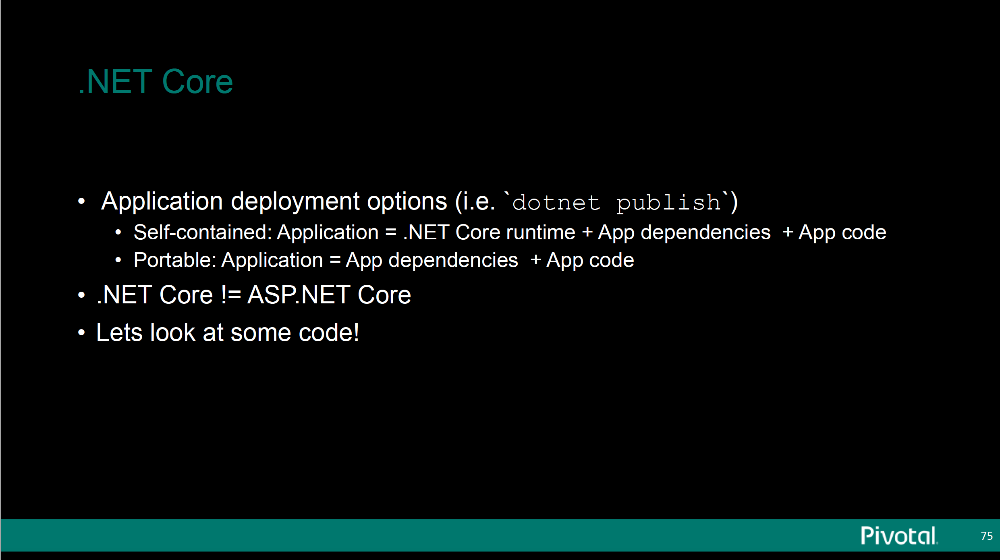 .NET Core
• Application deployment options (i.e. `dotnet publish`)
• Self-contained: Application = .NET Core runtime + App dependencies + App code
• Portable: Application = App dependencies + App code
• .NET Core != ASP.NET Core
• Lets look at some code!
Pivotal
75